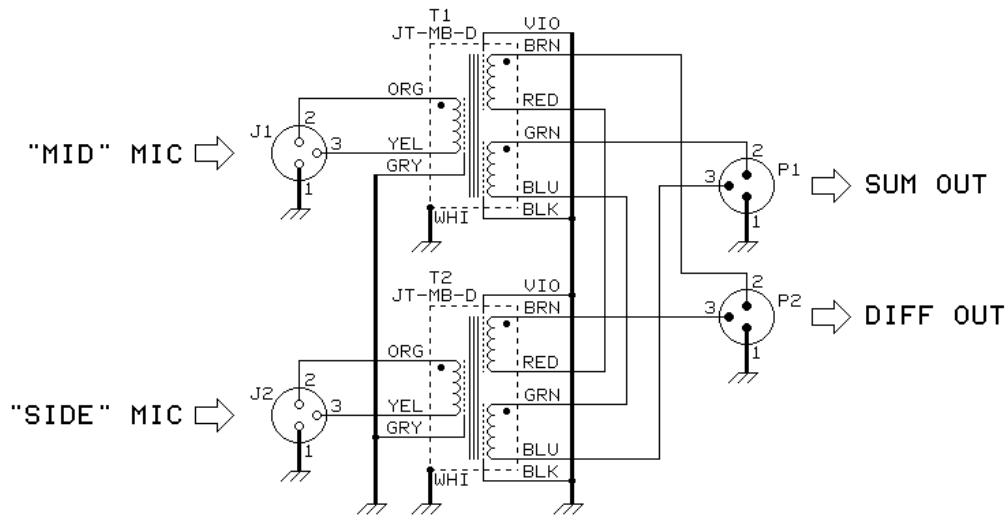 T1
JT-MB-D
VIO
BRN
ORG
RED
2
J1
3
GRN
"MID" MIC
YEL
2
GRY
3
P1
BLU
SUM OUT
1
BLK
WHI
1
T2
JT-MB-D
VIO
2
BRN
3
P2
DIFF OUT
ORG
RED
1
2
J2
3
GRN
"SIDE" MIC
YEL
GRY
BLU
1
BLK
WHI